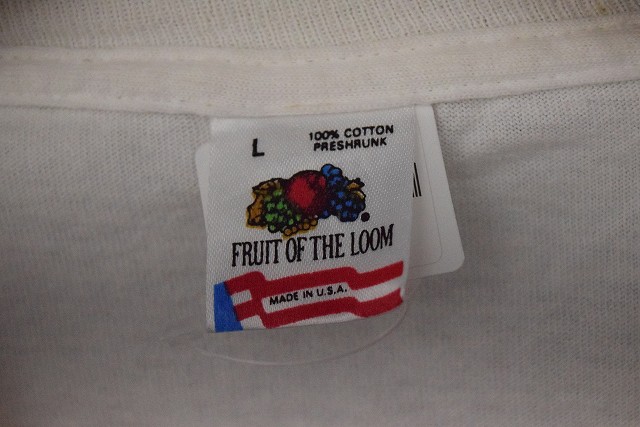 L
100% COTTON
PRESHRUNK
FRUIT OF THE LOOM
MADE IN U.S.A.